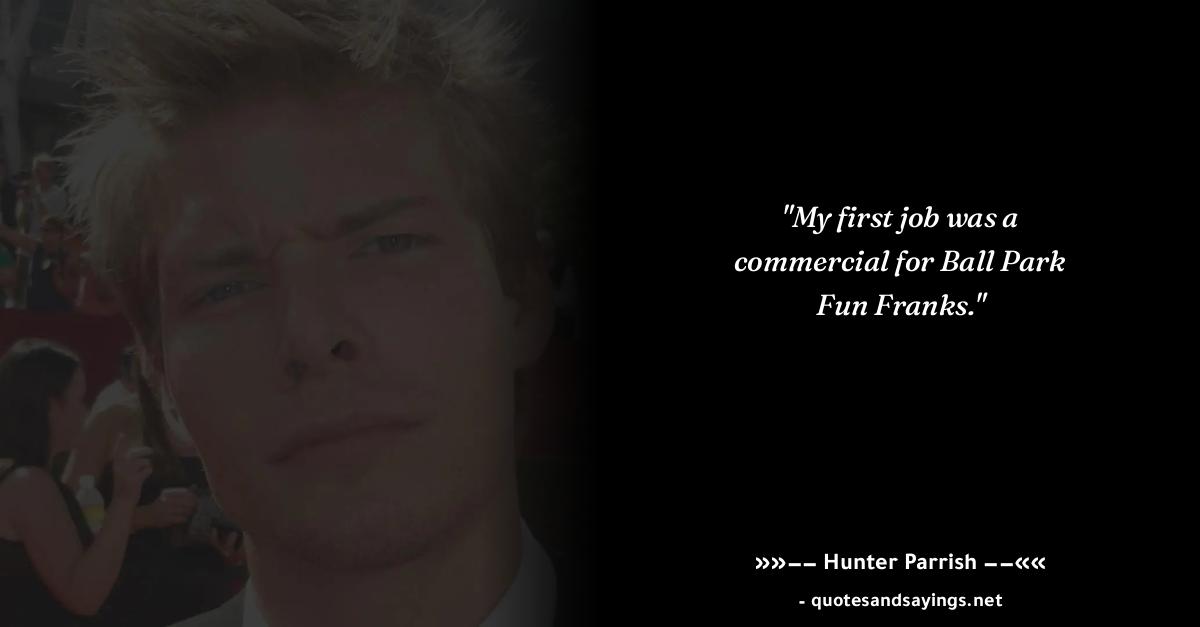 "My first job was a
commercial for Ball Park
Fun Franks."
»»−− Hunter Parrish −−««
- quotesandsayings.net